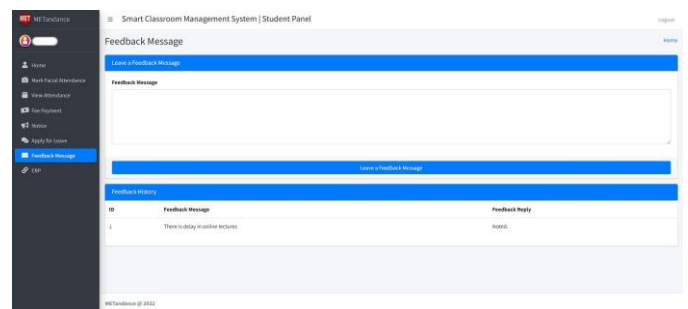 MET METandance
≡ Smart Classroom Management System | Student Panel
Logout
Feedback Message
Home
Home
Mark Facial Attendance
View Attendance
Fee Payment
Notice
Apply for Leave
Feedback Message
ERP
Leave a Feedback Message
Feedback Message
Leave a Feedback Message
Feedback History
ID Feedback Message Feedback Reply
1 There is delay in online lectures Noted.
METandance @ 2022